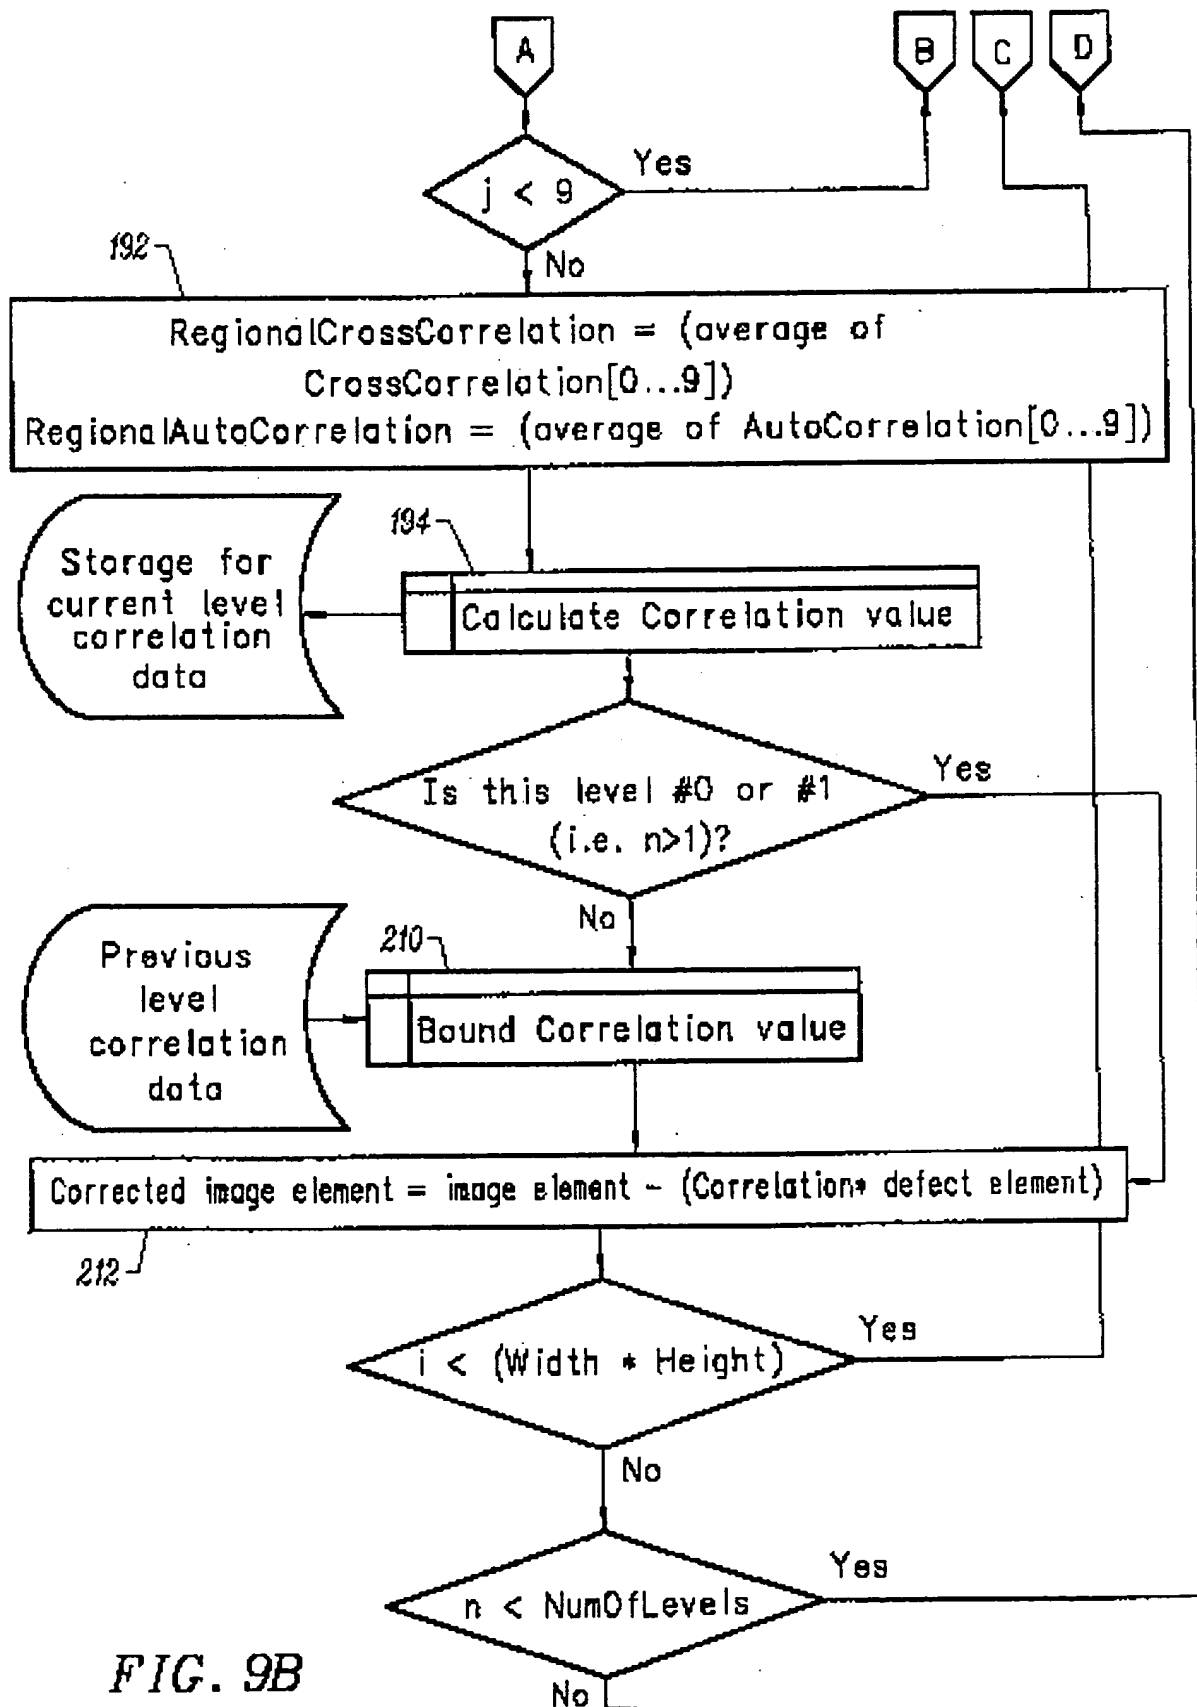 A
B
C
D
j < 9
Yes
No
192
RegionalCrossCorrelation = (average of
CrossCorrelation[0...9])
RegionalAutoCorrelation = (average of AutoCorrelation[0...9])
194
Storage for
current level
correlation
data
Calculate Correlation value
Is this level #0 or #1
(i.e. n>1)?
Yes
No
Previous
level
correlation
data
210
Bound Correlation value
Corrected image element = image element - (Correlation* defect element)
212
i < (Width * Height)
Yes
No
n < NumOfLevels
Yes
No
FIG. 9B